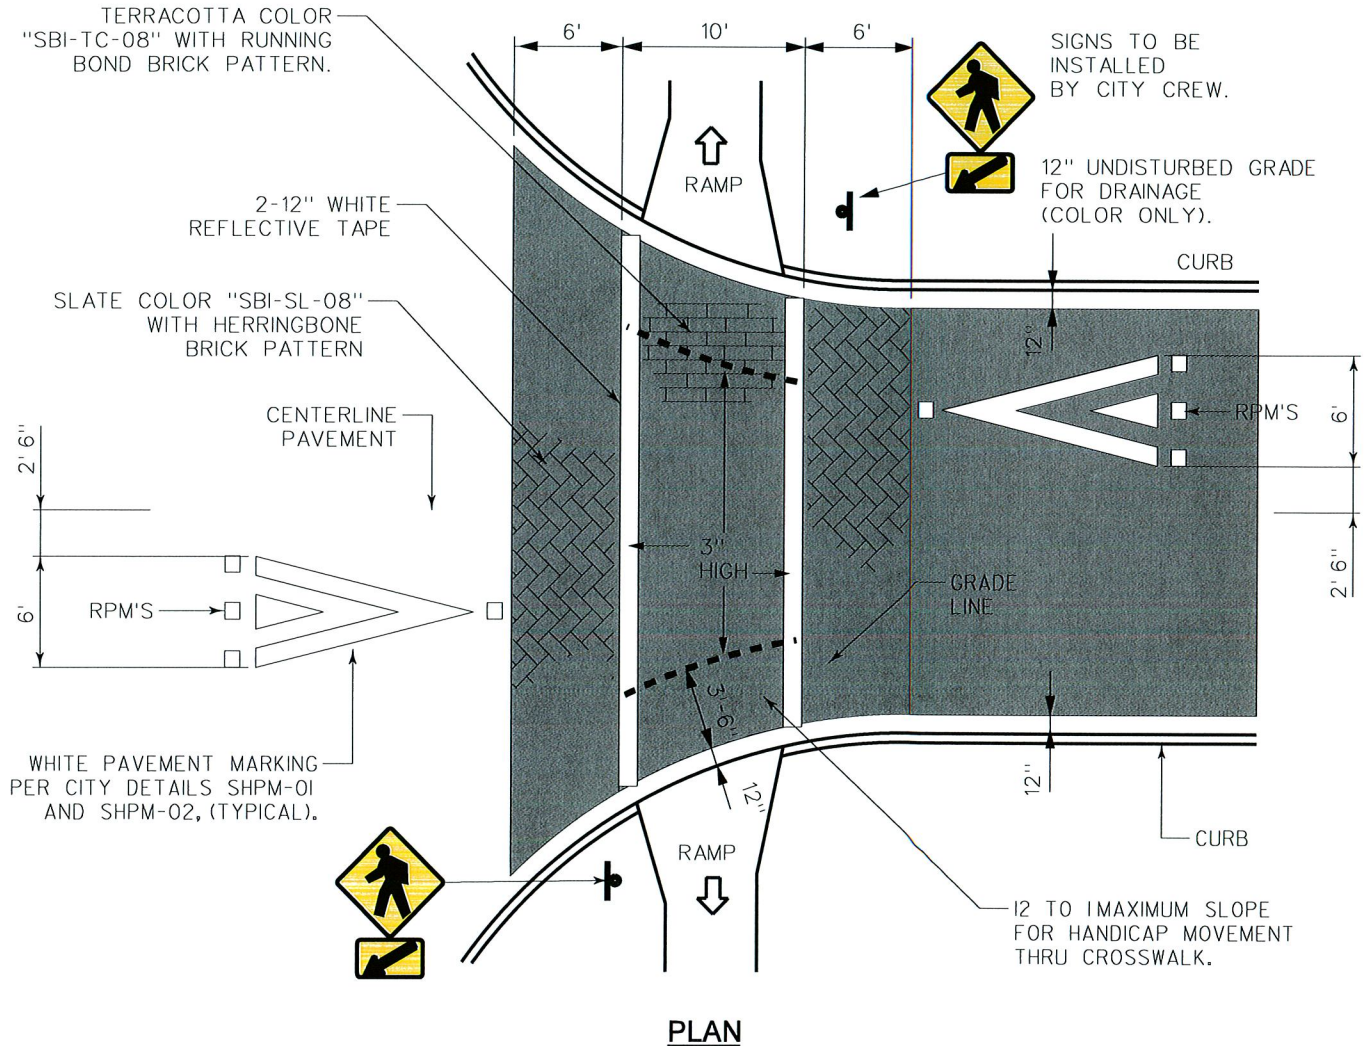 TERRACOTTA COLOR
"SBI-TC-08" WITH RUNNING
BOND BRICK PATTERN.
6'
10'
6'
SIGNS TO BE
INSTALLED
BY CITY CREW.
RAMP
12" UNDISTURBED GRADE
FOR DRAINAGE
(COLOR ONLY).
2-12" WHITE
REFLECTIVE TAPE
CURB
SLATE COLOR "SBI-SL-08"
WITH HERRINGBONE
BRICK PATTERN
12"
CENTERLINE
PAVEMENT
RPM'S
6'
2' 6"
3"
HIGH
GRADE
LINE
2' 6"
RPM'S
6'
3'-6"
WHITE PAVEMENT MARKING
PER CITY DETAILS SHPM-01
AND SHPM-02, (TYPICAL).
12"
12"
CURB
RAMP
12 TO 1 MAXIMUM SLOPE
FOR HANDICAP MOVEMENT
THRU CROSSWALK.
PLAN